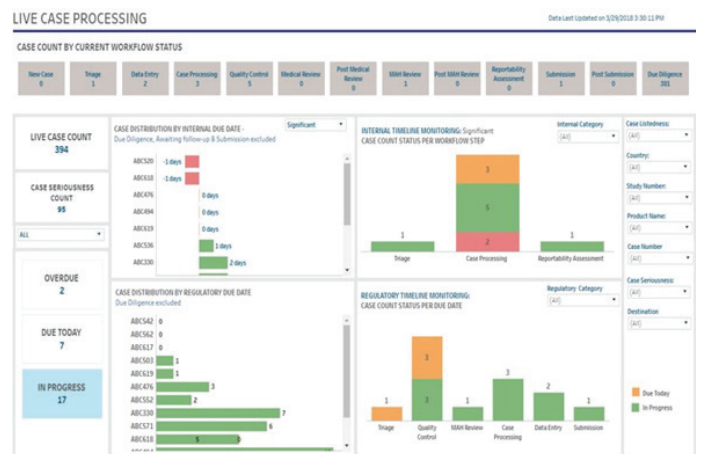 LIVE CASE PROCESSING
Data Last Updated on 3/29/2018 3:30:11 PM
CASE COUNT BY CURRENT WORKFLOW STATUS
New Case
0
Triage
1
Data Entry
2
Case Processing
3
Quality Control
5
Medical Review
0
Post Medical
Review
0
MAH Review
1
Post MAH Review
0
Reportability
Assessment
0
Submission
1
Post Submission
0
Due Diligence
381
LIVE CASE COUNT
394
CASE SERIOUSNESS
COUNT
95
ALL
OVERDUE
2
DUE TODAY
7
IN PROGRESS
17
CASE DISTRIBUTION BY INTERNAL DUE DATE -
Significant
Due Diligence, Awaiting follow-up & Submission excluded
ABC520 -1 days
ABC618 -1 days
ABC476 0 days
ABC494 0 days
ABC619 0 days
ABC536 1 days
ABC330 2 days
INTERNAL TIMELINE MONITORING: Significant
CASE COUNT STATUS PER WORKFLOW STEP
Internal Category
(All)
1
3
6
2
1
Triage
Case Processing
Reportability Assessment
CASE DISTRIBUTION BY REGULATORY DUE DATE
Due Diligence excluded
ABC542 0
ABC562 0
ABC617 0
ABC503 1
ABC619 1
ABC476 3
ABC552 2
ABC330 7
ABC571 6
ABC618 5
REGULATORY TIMELINE MONITORING:
CASE COUNT STATUS PER DUE DATE
Regulatory Category
(All)
1
3
3
1
3
2
1
Triage
Quality
Control
MAH Review
Case
Processing
Data Entry
Submission
Case Listedness:
(All)
Country:
(All)
Study Number:
(All)
Product Name:
(All)
Case Number
(All)
Case Seriousness:
(All)
Destination
(All)
Due Today
In Progress